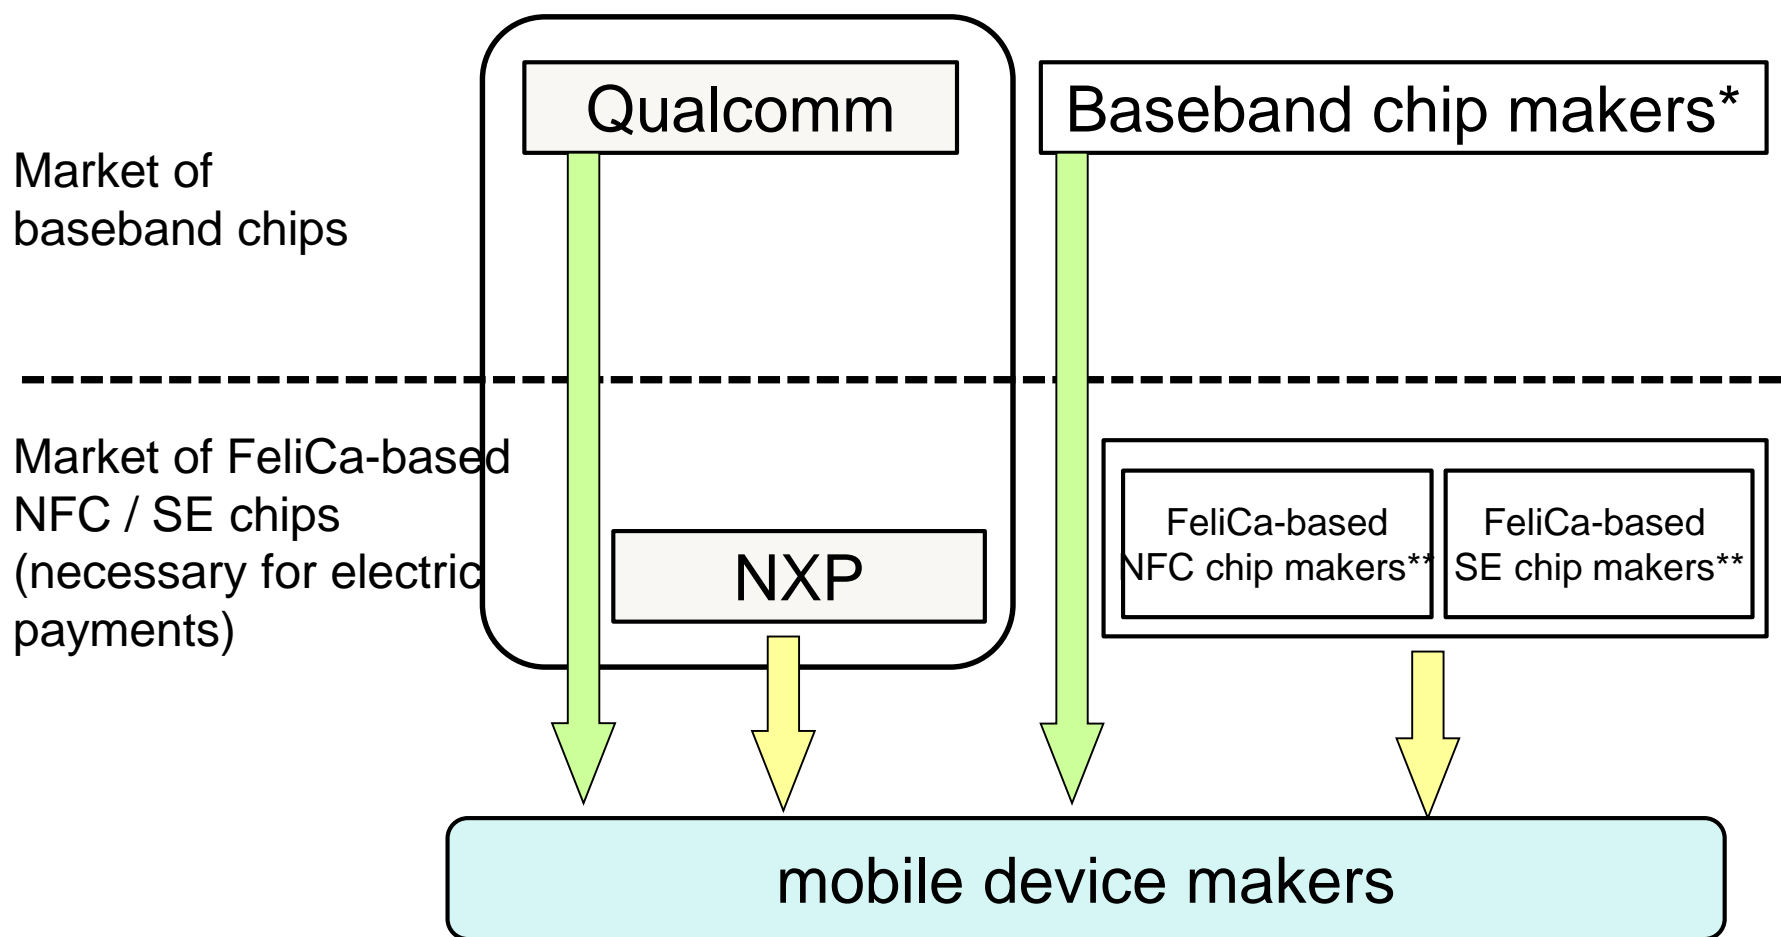 Qualcomm
Baseband chip makers*
Market of
baseband chips
Market of FeliCa-based
NFC / SE chips
(necessary for electric
payments)
NXP
FeliCa-based
NFC chip makers**
FeliCa-based
SE chip makers**
mobile device makers